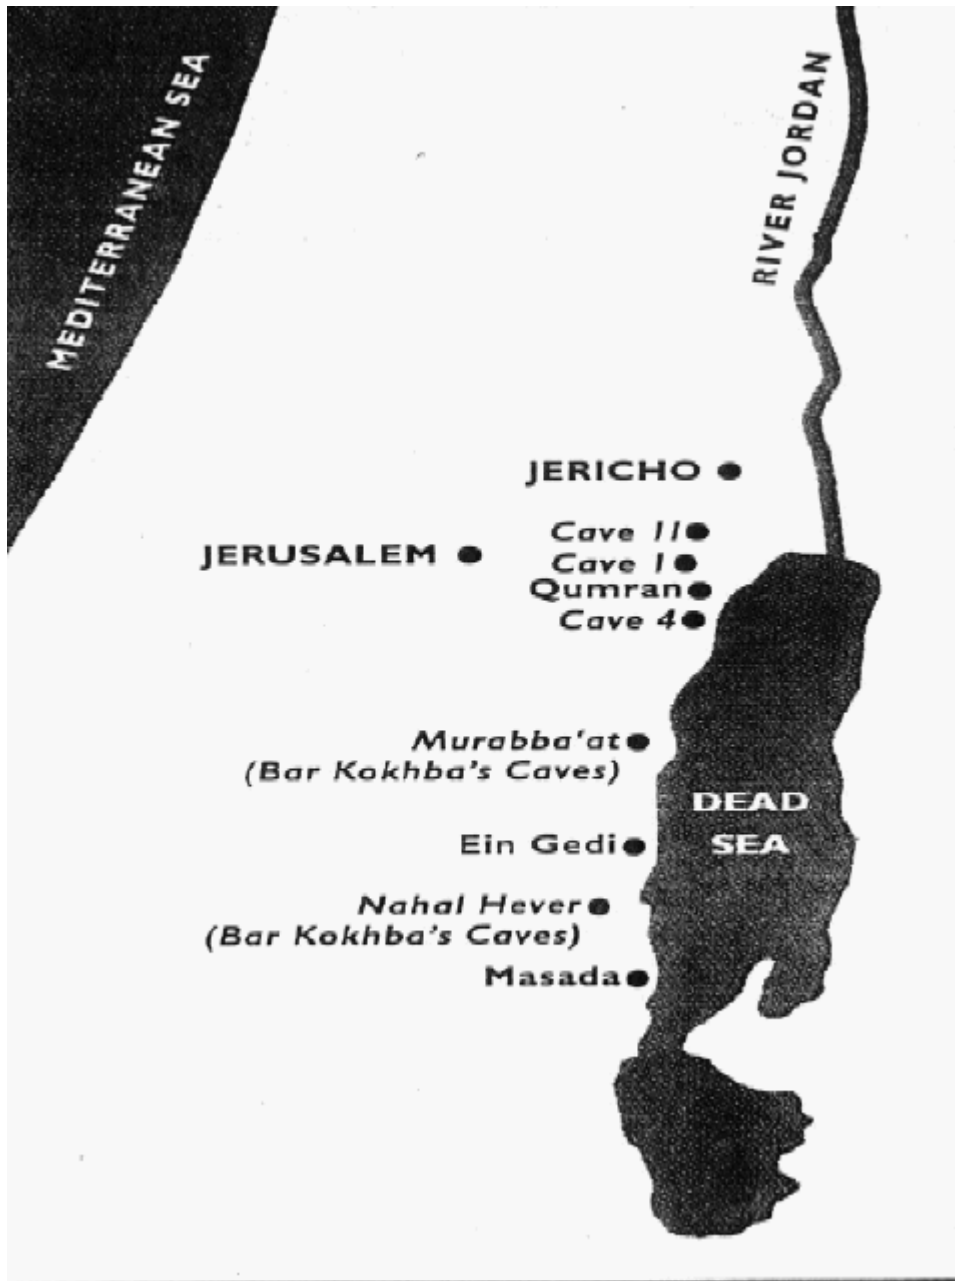 MEDITERRANEAN SEA
RIVER JORDAN
JERICHO
Cave 11
JERUSALEM
Cave 1
Qumran
Cave 4
Murabba'at
(Bar Kokhba's Caves)
DEAD
SEA
Ein Gedi
Nahal Hever
(Bar Kokhba's Caves)
Masada